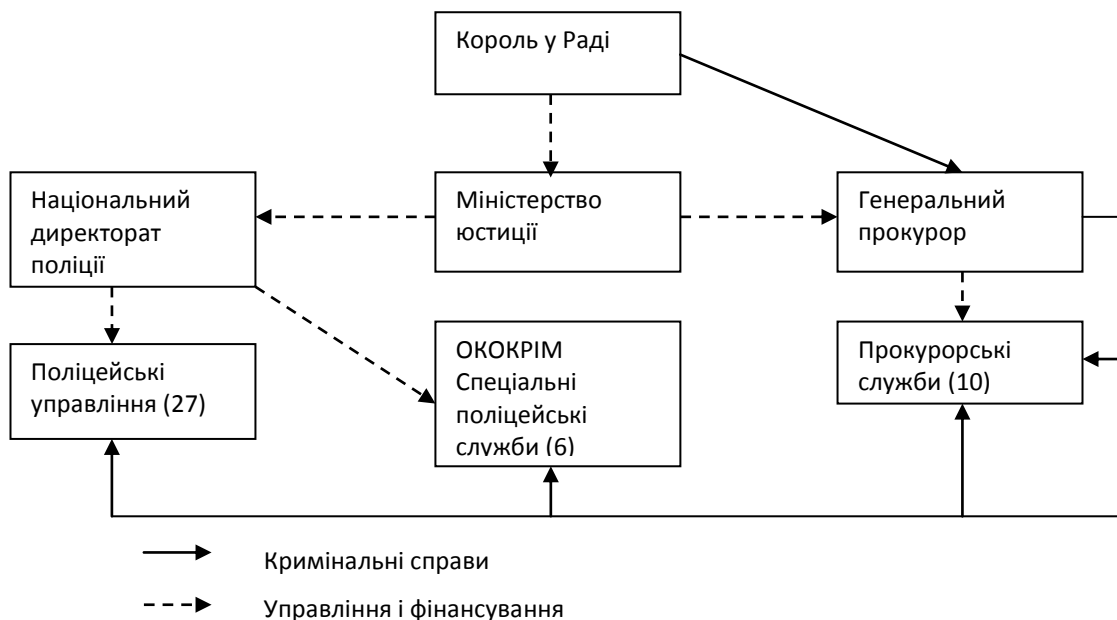 Король у Раді
Національний
директорат
поліції
Міністерство
юстиції
Генеральний
прокурор
Поліцейські
управління (27)
ОКОКРІМ
Спеціальні
поліцейські
служби (6)
Прокурорські
служби (10)
Кримінальні справи
Управління і фінансування